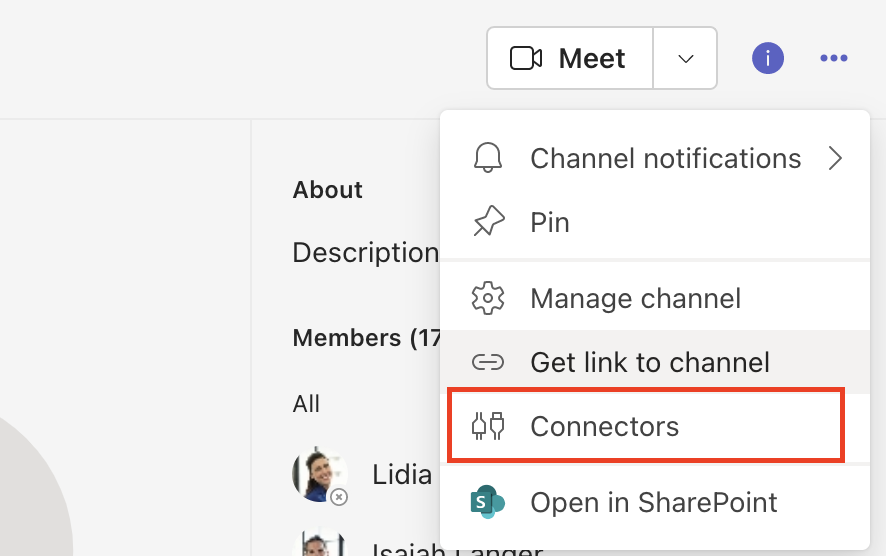 Meet
Channel notifications
Pin
Manage channel
Get link to channel
Connectors
S
Open in SharePoint
About
Description
Members (17
All
Lidia
Isaiah Langer